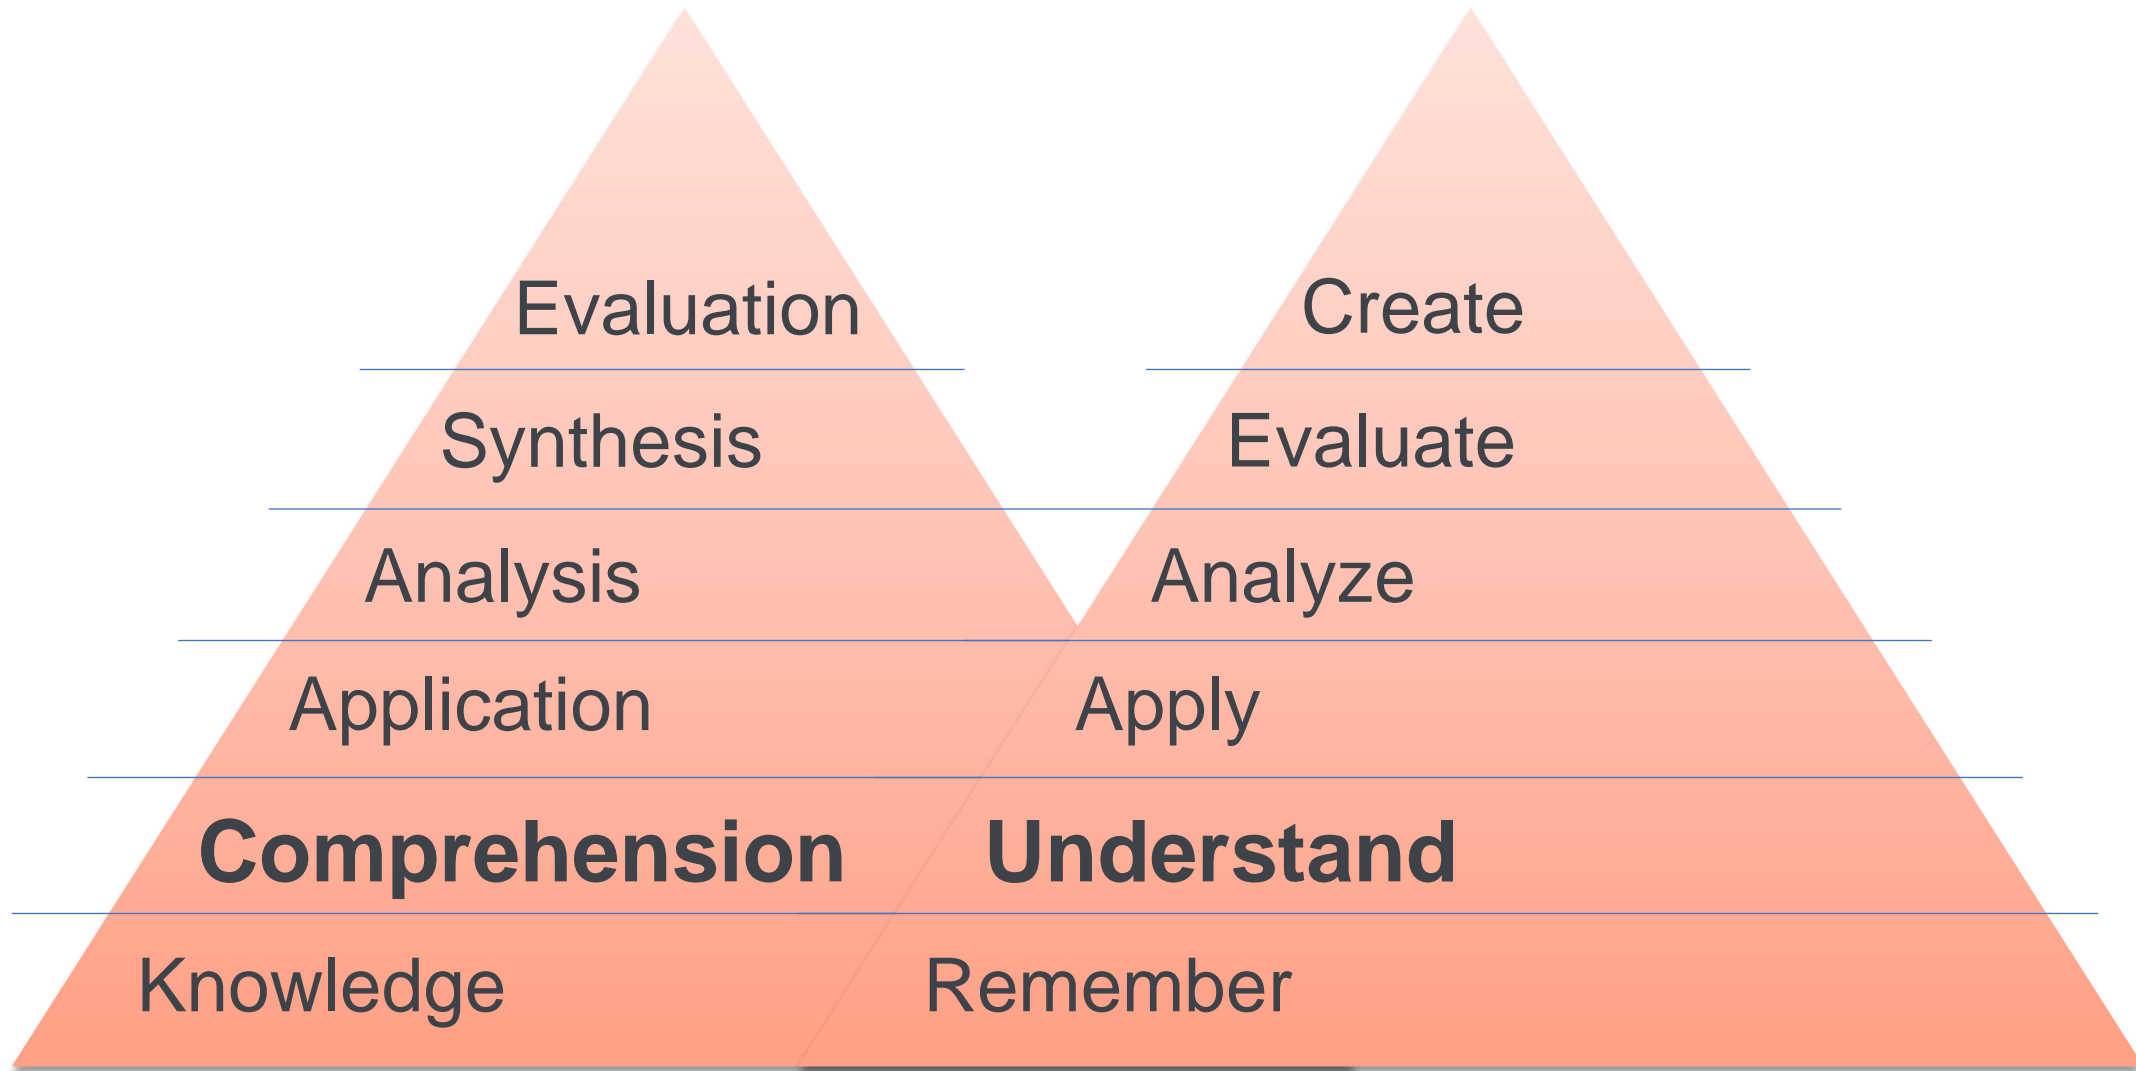 Evaluation
Synthesis
Analysis
Application
Comprehension
Knowledge
Create
Evaluate
Analyze
Apply
Understand
Remember